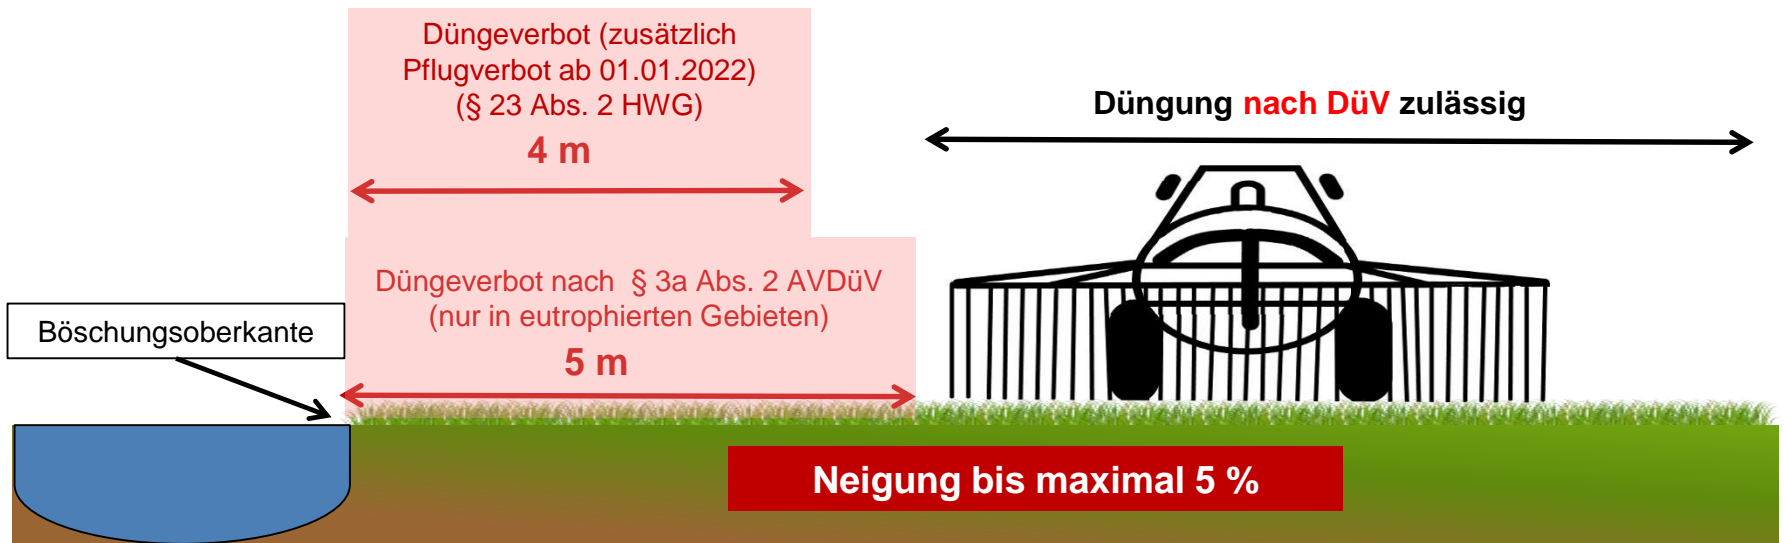 Düngeverbot (zusätzlich
Pflugverbot ab 01.01.2022)
(§ 23 Abs. 2 HWG)
4 m
Düngung nach DüV zulässig
Düngeverbot nach § 3a Abs. 2 AVDüV
(nur in eutrophierten Gebieten)
5 m
Böschungsoberkante
Neigung bis maximal 5 %